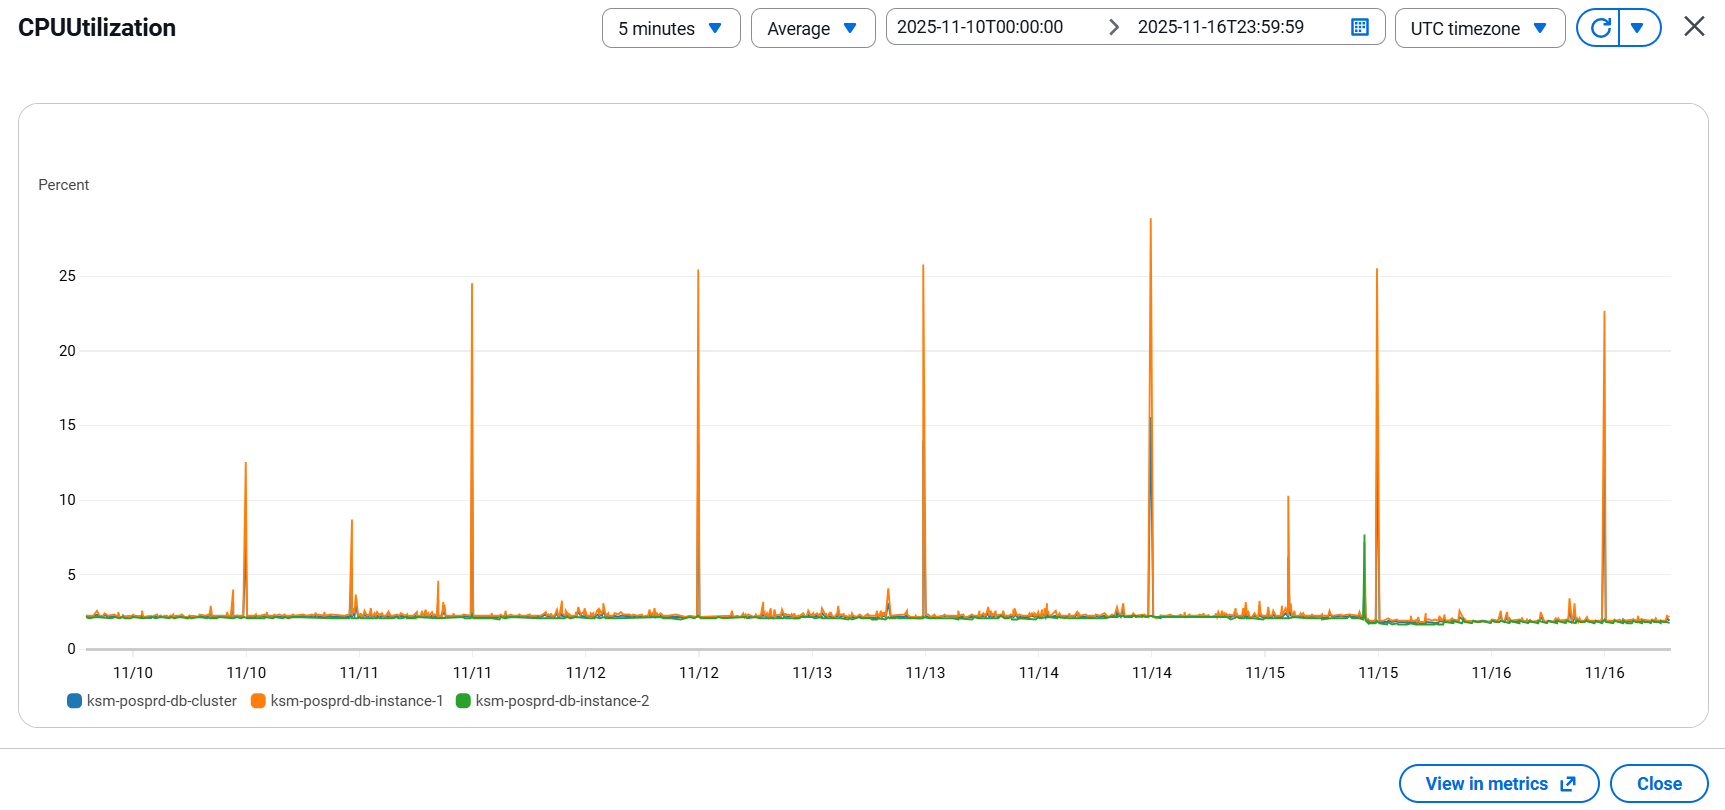 CPUUtilization
5 minutes
Average
2025-11-10T00:00:00
2025-11-16T23:59:59
UTC timezone
Percent
25
20
15
10
5
0
11/10 11/10 11/11 11/11 11/12 11/12 11/13 11/13 11/14 11/14 11/15 11/15 11/16 11/16
ksm-posprd-db-cluster ksm-posprd-db-instance-1 ksm-posprd-db-instance-2
View in metrics
Close